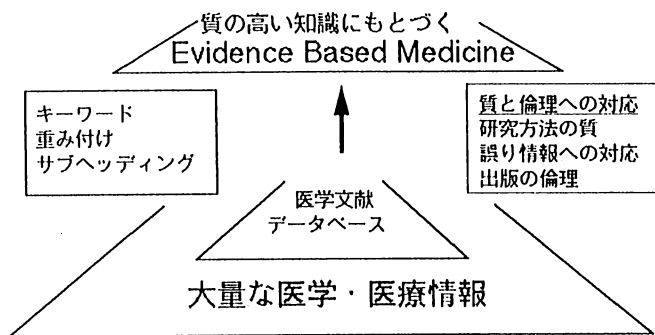 質の高い知識にもとづく
Evidence Based Medicine
キーワード
重み付け
サブヘッディング
質と倫理への対応
研究方法の質
誤り情報への対応
出版の倫理
医学文献
データベース
大量な医学・医療情報